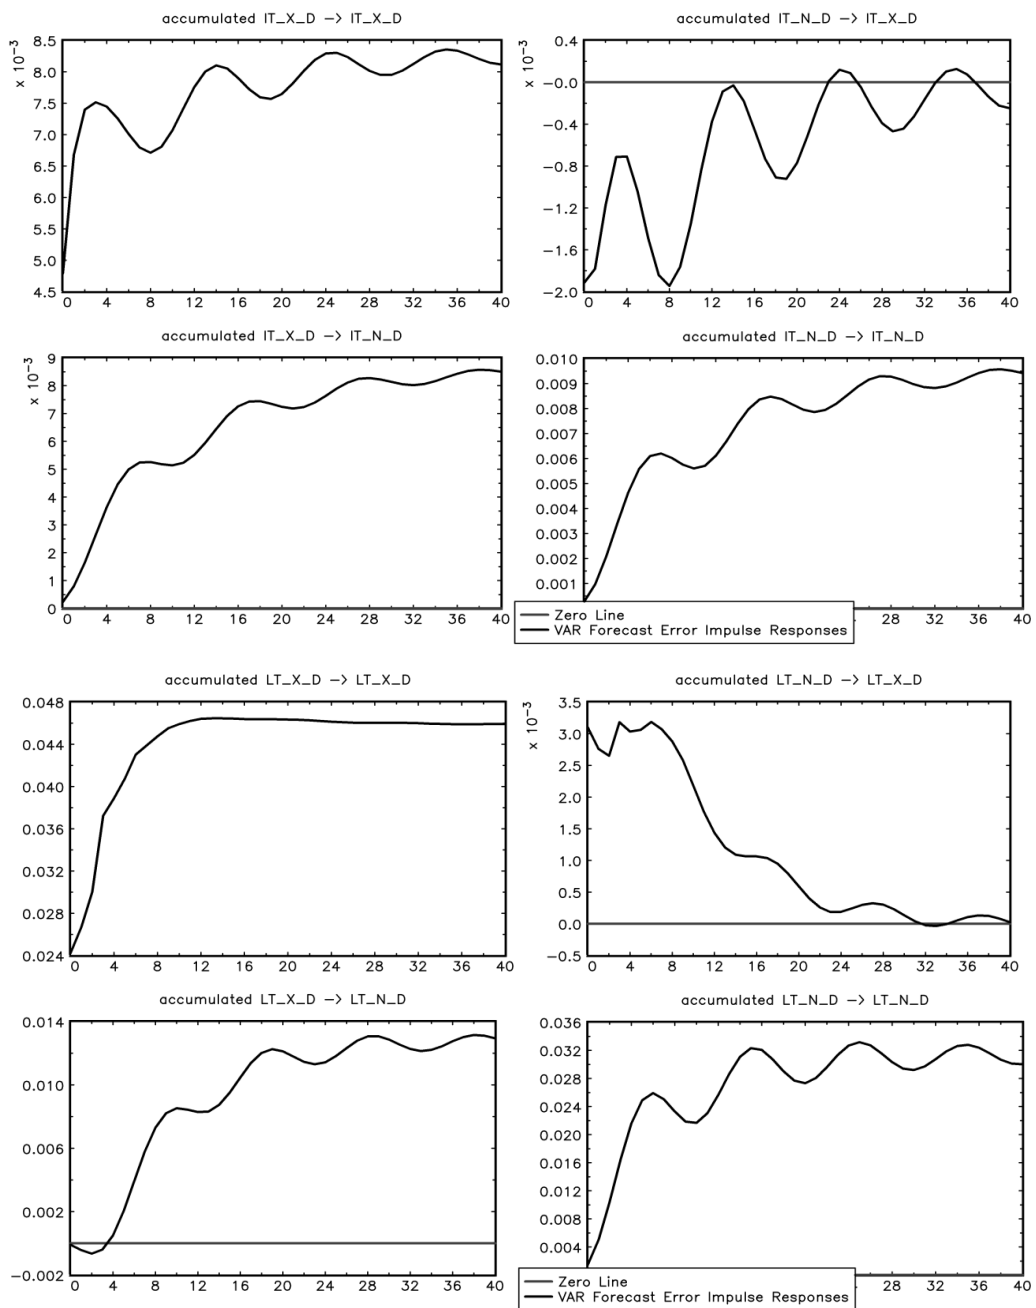 accumulated IT_X_D –> IT_X_D
x 10⁻³
8.5
8.0
7.5
7.0
6.5
6.0
5.5
5.0
4.5
0 4 8 12 16 20 24 28 32 36 40
accumulated IT_N_D –> IT_X_D
x 10⁻³
0.4
–0.0
–0.4
–0.8
–1.2
–1.6
–2.0
0 4 8 12 16 20 24 28 32 36 40
accumulated IT_X_D –> IT_N_D
x 10⁻³
9
8
7
6
5
4
3
2
1
0
0 4 8 12 16 20 24 28 32 36 40
accumulated IT_N_D –> IT_N_D
0.010
0.009
0.008
0.007
0.006
0.005
0.004
0.003
0.002
0.001
28 32 36 40
Zero Line
VAR Forecast Error Impulse Responses
accumulated LT_X_D –> LT_X_D
0.048
0.044
0.040
0.036
0.032
0.028
0.024
0 4 8 12 16 20 24 28 32 36 40
accumulated LT_N_D –> LT_X_D
x 10⁻³
3.5
3.0
2.5
2.0
1.5
1.0
0.5
0.0
–0.5
0 4 8 12 16 20 24 28 32 36 40
accumulated LT_X_D –> LT_N_D
0.014
0.010
0.006
0.002
–0.002
0 4 8 12 16 20 24 28 32 36 40
accumulated LT_N_D –> LT_N_D
0.036
0.032
0.028
0.024
0.020
0.016
0.012
0.008
0.004
28 32 36 40
Zero Line
VAR Forecast Error Impulse Responses